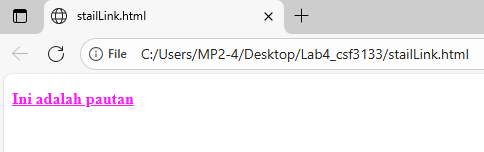 stailLink.html
File C:/Users/MP2-4/Desktop/Lab4_csf3133/stailLink.html
Ini adalah pautan